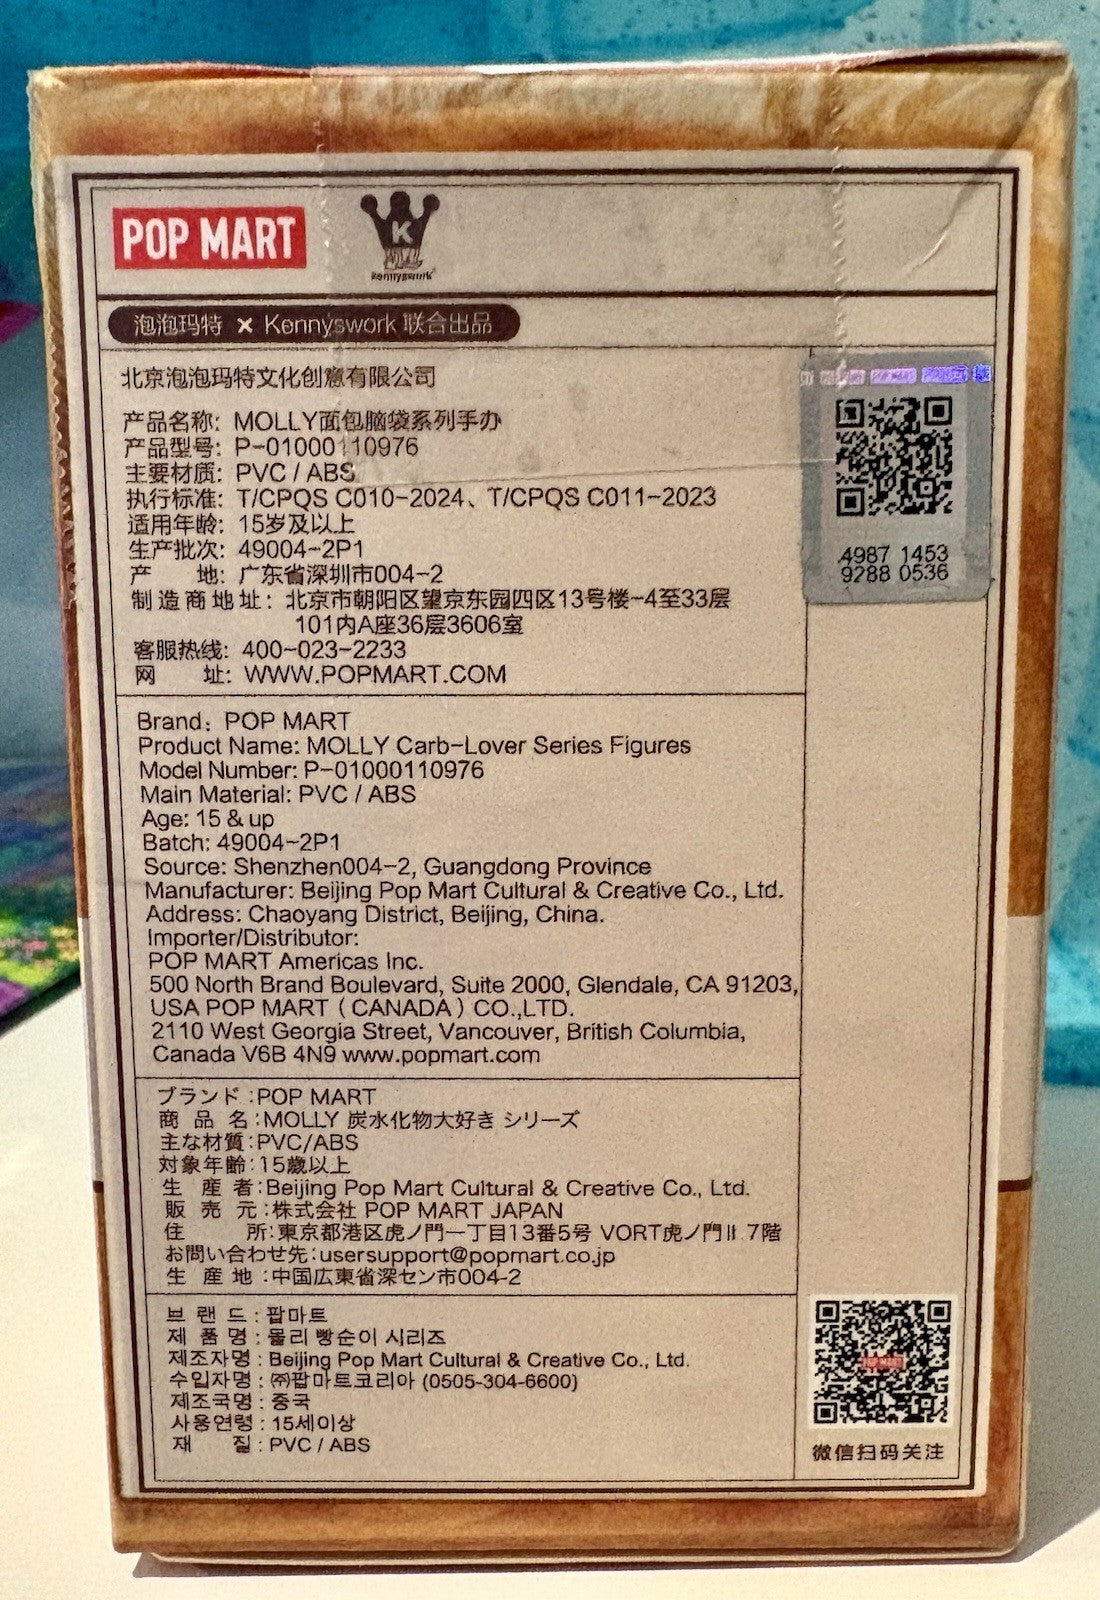 POP MART
K
Kennyswork
泡泡玛特 × Kennyswork 联合出品
北京泡泡玛特文化创意有限公司
产品名称: MOLLY面包脑袋系列手办
产品型号: P-01000110976
主要材质: PVC / ABS
执行标准: T/CPQS C010-2024、T/CPQS C011-2023
适用年龄: 15岁及以上
生产批次: 49004-2P1
产 地: 广东省深圳市004-2
制造商地址: 北京市朝阳区望京东园四区13号楼-4至33层
101内A座36层3606室
客服热线: 400-023-2233
网 址: WWW.POPMART.COM
4987 1453
9288 0536
Brand: POP MART
Product Name: MOLLY Carb-Lover Series Figures
Model Number: P-01000110976
Main Material: PVC / ABS
Age: 15 & up
Batch: 49004-2P1
Source: Shenzhen004-2, Guangdong Province
Manufacturer: Beijing Pop Mart Cultural & Creative Co., Ltd.
Address: Chaoyang District, Beijing, China.
Importer/Distributor:
POP MART Americas Inc.
500 North Brand Boulevard, Suite 2000, Glendale, CA 91203,
USA POP MART ( CANADA ) CO.,LTD.
2110 West Georgia Street, Vancouver, British Columbia,
Canada V6B 4N9 www.popmart.com
ブランド :POP MART
商 品 名 :MOLLY 炭水化物大好き シリーズ
主な材質:PVC/ABS
対象年齢:15歳以上
生 産 者:Beijing Pop Mart Cultural & Creative Co., Ltd.
販 売 元:株式会社 POP MART JAPAN
住 所:東京都港区虎ノ門一丁目13番5号 VORT虎ノ門Ⅱ 7階
お問い合わせ先:usersupport@popmart.co.jp
生 産 地 :中国広東省深セン市004-2
브 랜 드 : 팝마트
제 품 명 : 몰리 빵순이 시리즈
제조자명 : Beijing Pop Mart Cultural & Creative Co., Ltd.
수입자명 : ㈜팝마트코리아 (0505-304-6600)
제조국명 : 중국
사용연령 : 15세이상
재 질 : PVC / ABS
POP MART
微信扫码关注